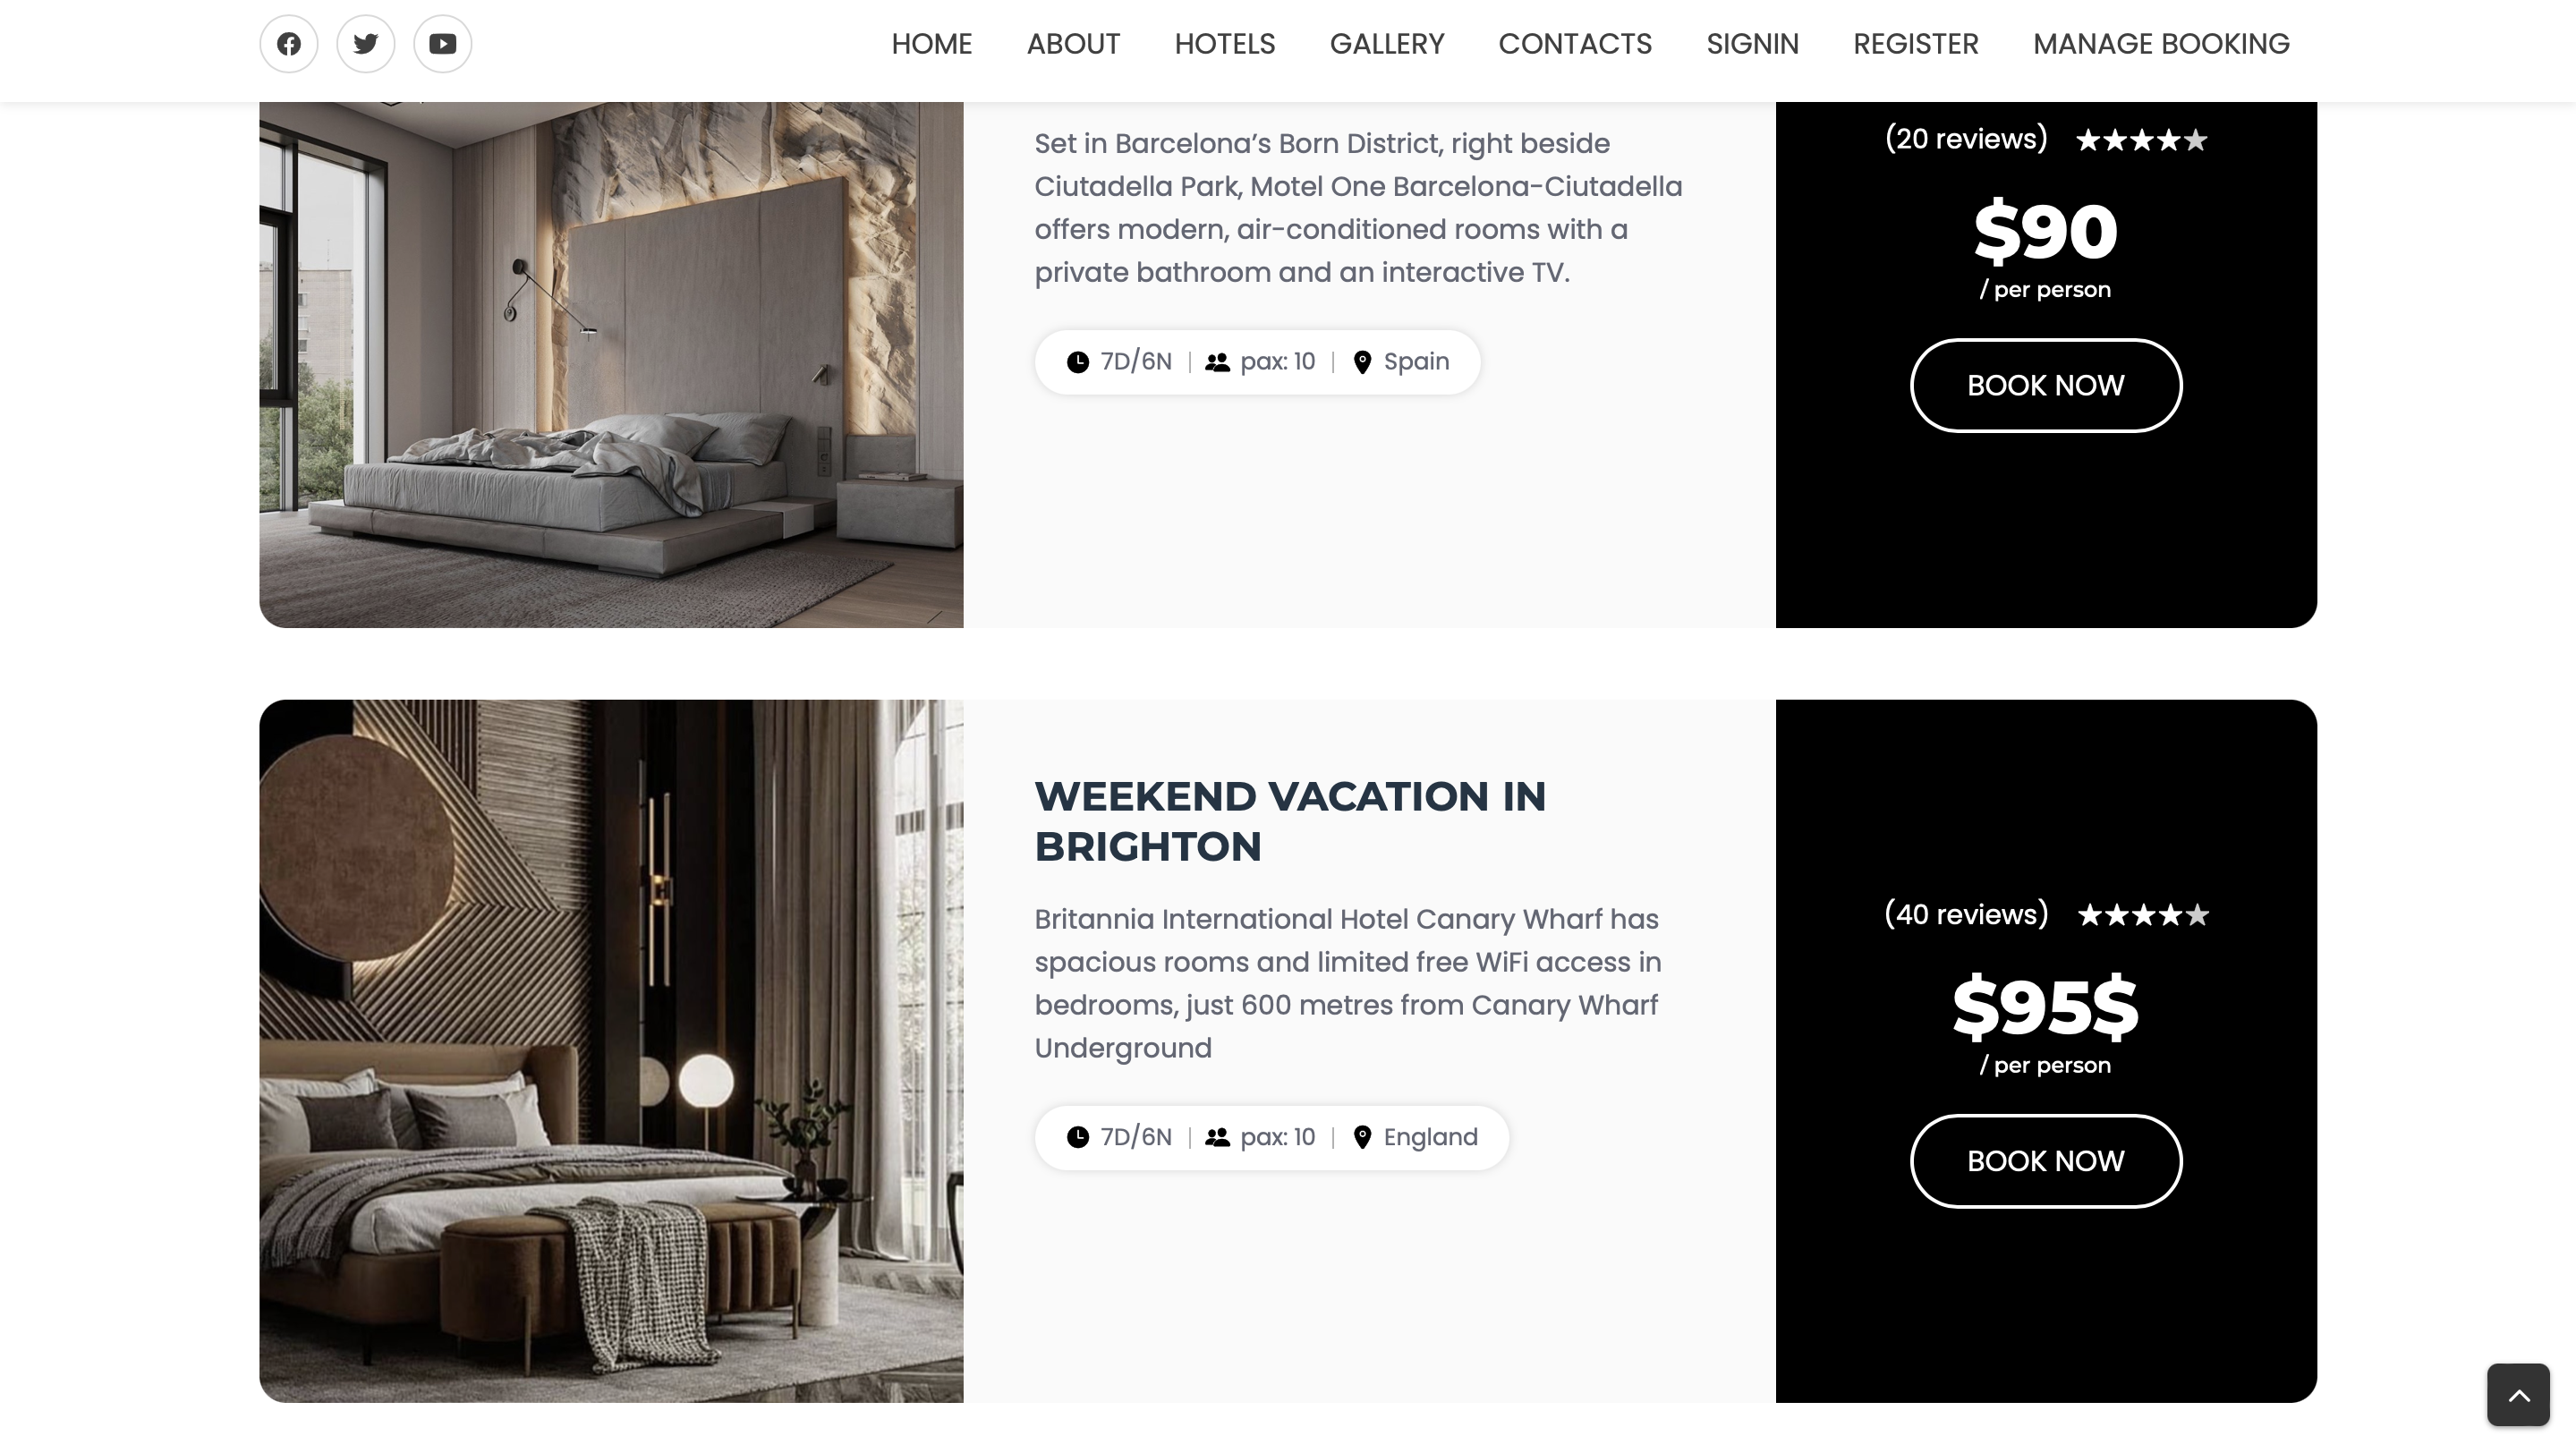 HOME ABOUT HOTELS GALLERY CONTACTS SIGNIN REGISTER MANAGE BOOKING
Set in Barcelona’s Born District, right beside
Ciutadella Park, Motel One Barcelona-Ciutadella
offers modern, air-conditioned rooms with a
private bathroom and an interactive TV.
7D/6N | pax: 10 | Spain
(20 reviews)
$90
/ per person
BOOK NOW
WEEKEND VACATION IN
BRIGHTON
Britannia International Hotel Canary Wharf has
spacious rooms and limited free WiFi access in
bedrooms, just 600 metres from Canary Wharf
Underground
7D/6N | pax: 10 | England
(40 reviews)
$95$
/ per person
BOOK NOW